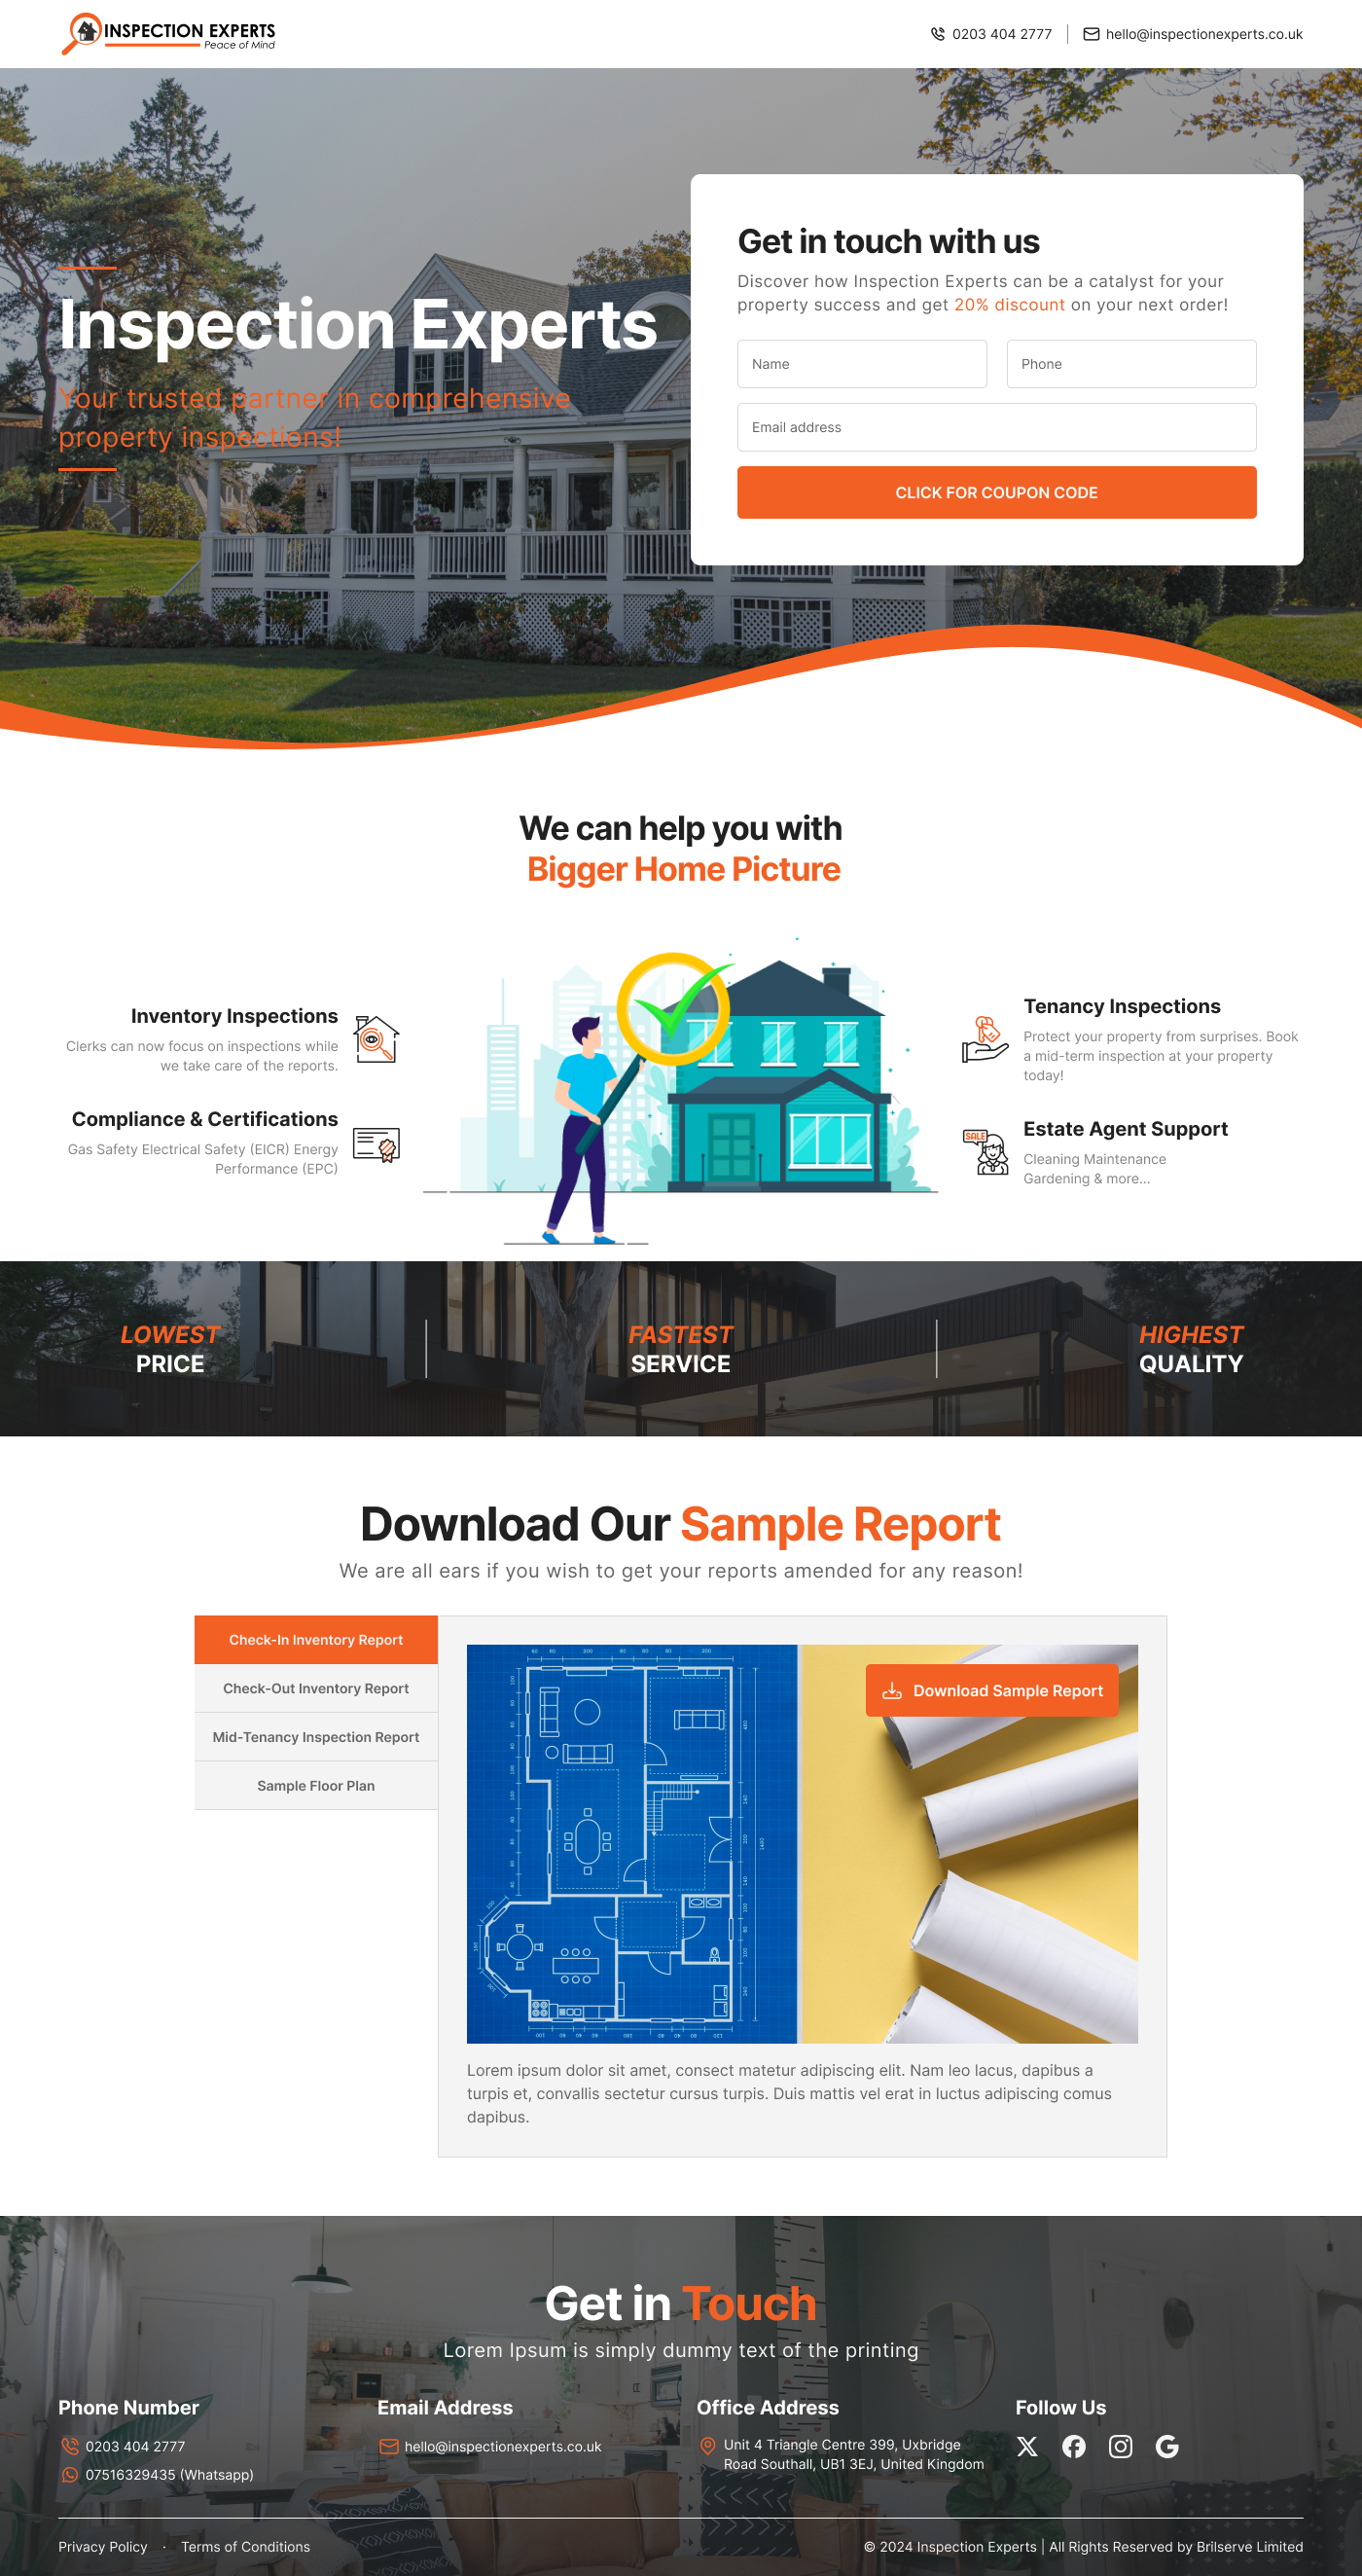 INSPECTION EXPERTS
Peace of Mind
0203 404 2777
hello@inspectionexperts.co.uk
Inspection Experts
Your trusted partner in comprehensive
property inspections!
Get in touch with us
Discover how Inspection Experts can be a catalyst for your
property success and get 20% discount on your next order!
Name
Phone
Email address
CLICK FOR COUPON CODE
We can help you with
Bigger Home Picture
Inventory Inspections
Clerks can now focus on inspections while
we take care of the reports.
Compliance & Certifications
Gas Safety Electrical Safety (EICR) Energy
Performance (EPC)
Tenancy Inspections
Protect your property from surprises. Book
a mid-term inspection at your property
today!
SALE
Estate Agent Support
Cleaning Maintenance
Gardening & more...
LOWEST
PRICE
FASTEST
SERVICE
HIGHEST
QUALITY
Download Our Sample Report
We are all ears if you wish to get your reports amended for any reason!
Check-In Inventory Report
Check-Out Inventory Report
Mid-Tenancy Inspection Report
Sample Floor Plan
Download Sample Report
Lorem ipsum dolor sit amet, consect matetur adipiscing elit. Nam leo lacus, dapibus a
turpis et, convallis sectetur cursus turpis. Duis mattis vel erat in luctus adipiscing comus
dapibus.
Get in Touch
Lorem Ipsum is simply dummy text of the printing
Phone Number
0203 404 2777
07516329435 (Whatsapp)
Email Address
hello@inspectionexperts.co.uk
Office Address
Unit 4 Triangle Centre 399, Uxbridge
Road Southall, UB1 3EJ, United Kingdom
Follow Us
Privacy Policy · Terms of Conditions
© 2024 Inspection Experts | All Rights Reserved by Brilserve Limited